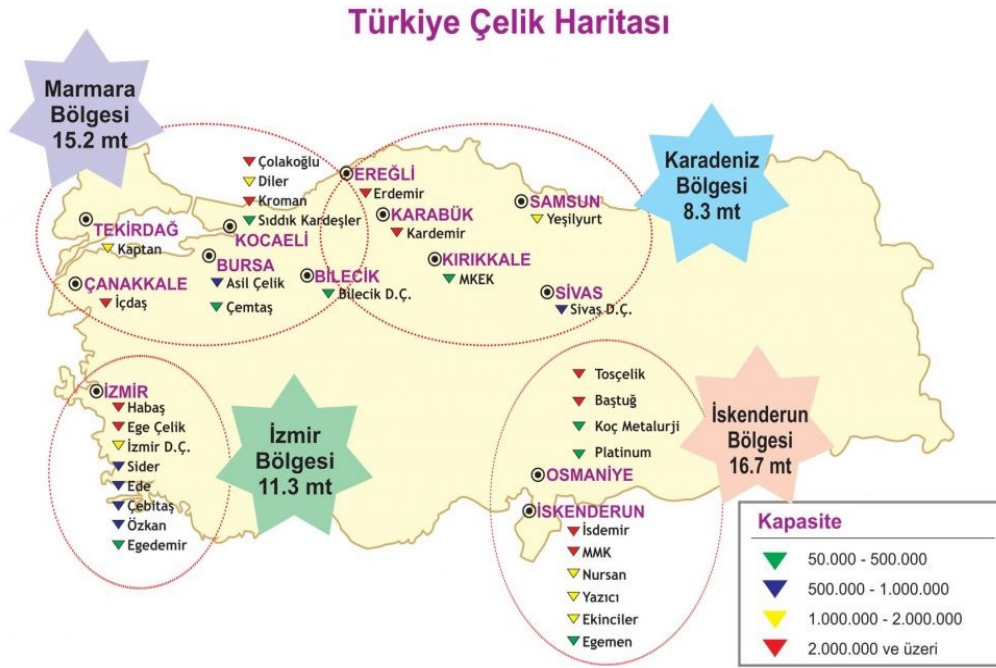 Türkiye Çelik Haritası
Marmara
Bölgesi
15.2 mt
Karadeniz
Bölgesi
8.3 mt
Çolakoğlu
Diler
Kroman
Sıddık Kardeşler
KOCAELİ
TEKİRDAĞ
Kaptan
ÇANAKKALE
İçdaş
BURSA
Asil Çelik
Çemtaş
BİLECİK
Bilecik D.Ç.
EREĞLİ
Erdemir
KARABÜK
Kardemir
KIRIKKALE
MKEK
SAMSUN
Yeşilyurt
SİVAS
Sivaş D.Ç.
İZMİR
Habaş
Ege Çelik
İzmir D.Ç.
Sider
Ede
Çebitaş
Özkan
Egedemir
İzmir
Bölgesi
11.3 mt
Tosçelik
Baştuğ
Koç Metalurji
Platinum
OSMANİYE
İSKENDERUN
İsdemir
MMK
Nursan
Yazıcı
Ekinciler
Egemen
İskenderun
Bölgesi
16.7 mt
Kapasite
50.000 - 500.000
500.000 - 1.000.000
1.000.000 - 2.000.000
2.000.000 ve üzeri